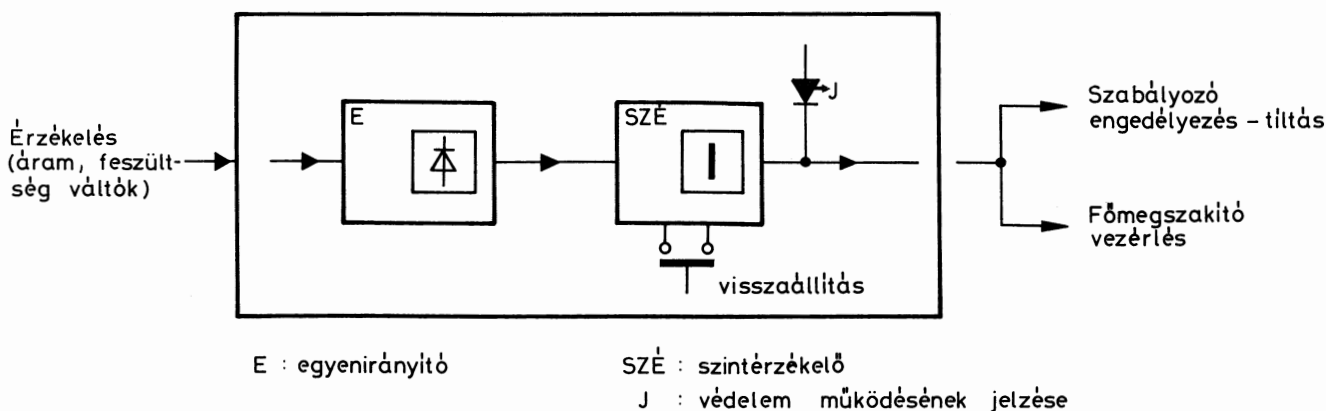 Érzékelés
(áram, feszült-
ség váltók)
E
SZÉ
J
visszaállítás
Szabályozó
engedélyezés – tiltás
Főmegszakító
vezérlés
E : egyenirányító
SZÉ : szintérzékelő
J : védelem működésének jelzése